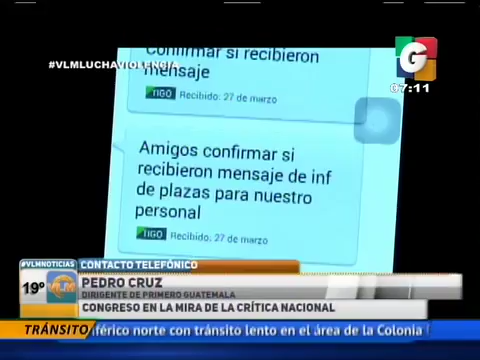 Confirmar si recibieron
mensaje
#VLMLUCHAVIOLENCIA
G
TIGO Recibido: 27 de marzo
07:11
Amigos confirmar si
recibieron mensaje de inf
de plazas para nuestro
personal
TIGO Recibido. 27 de marzo
#VLMNOTICIAS
CONTACTO TELEFÓNICO
19º
VLM
PEDRO CRUZ
DIRIGENTE DE PRIMERO GUATEMALA
CONGRESO EN LA MIRA DE LA CRÍTICA NACIONAL
TRÁNSITO
iférico norte con tránsito lento en el área de la Colonia